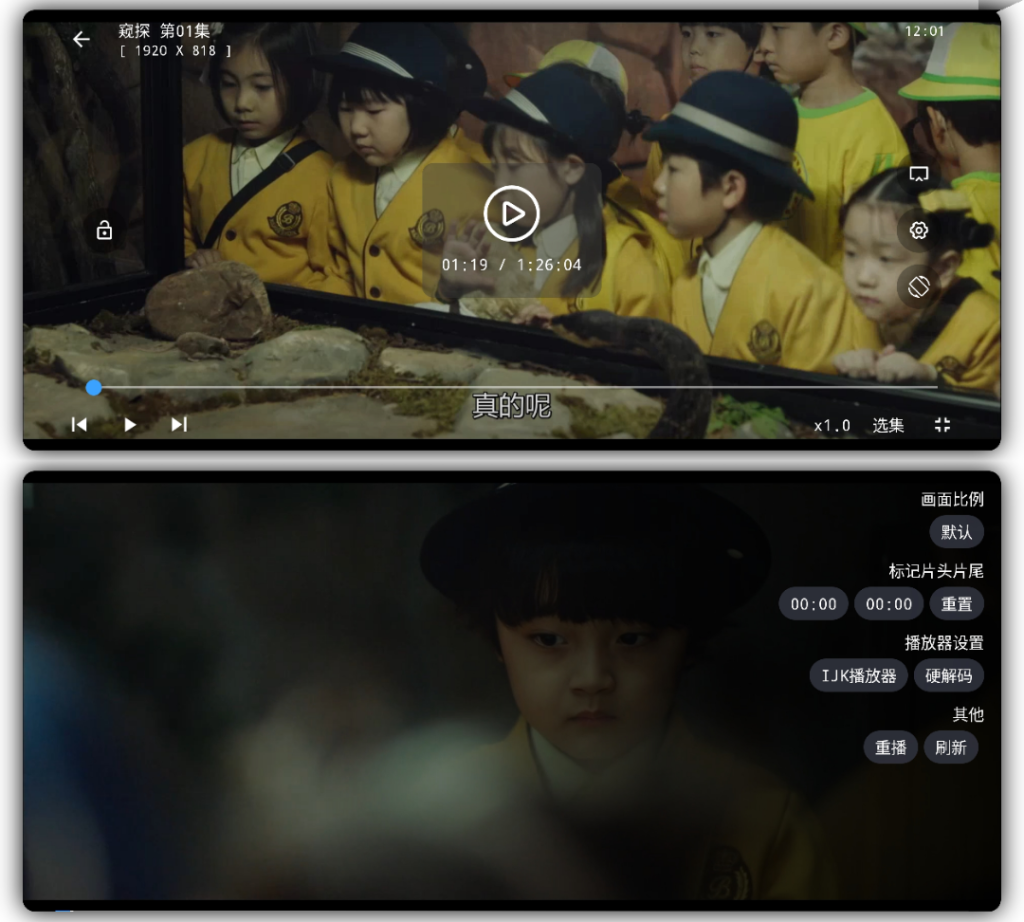 窥探 第01集
[ 1920 X 818 ]
12:01
01:19 / 1:26:04
真的呢
x1.0 选集
画面比例
默认
标记片头片尾
00:00 00:00 重置
播放器设置
IJK播放器 硬解码
其他
重播 刷新